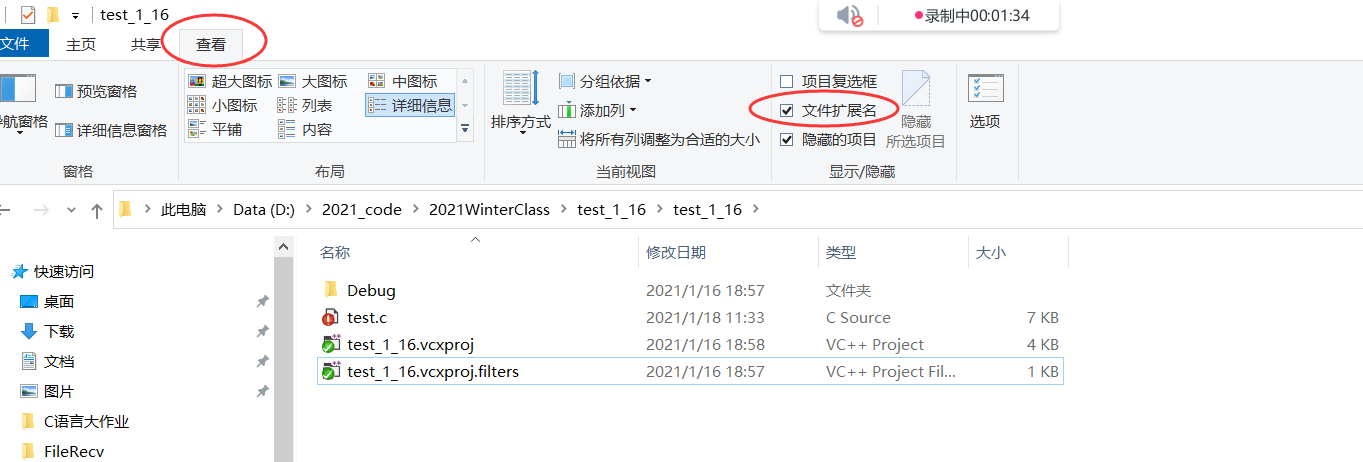 test_1_16
录制中00:01:34
文件 主页 共享 查看
预览窗格
航窗格
详细信息窗格
窗格
超大图标 大图标 中图标
小图标 列表 详细信息
平铺 内容
布局
排序方式
分组依据
添加列
将所有列调整为合适的大小
当前视图
项目复选框
文件扩展名
隐藏的项目
隐藏
所选项目
显示/隐藏
选项
此电脑 Data (D:) 2021_code 2021WinterClass test_1_16 test_1_16
快速访问
桌面
下载
文档
图片
C语言大作业
FileRecv
名称 修改日期 类型 大小
Debug 2021/1/16 18:57 文件夹
test.c 2021/1/18 11:33 C Source 7 KB
test_1_16.vcxproj 2021/1/16 18:58 VC++ Project 4 KB
test_1_16.vcxproj.filters 2021/1/16 18:57 VC++ Project Fil... 1 KB